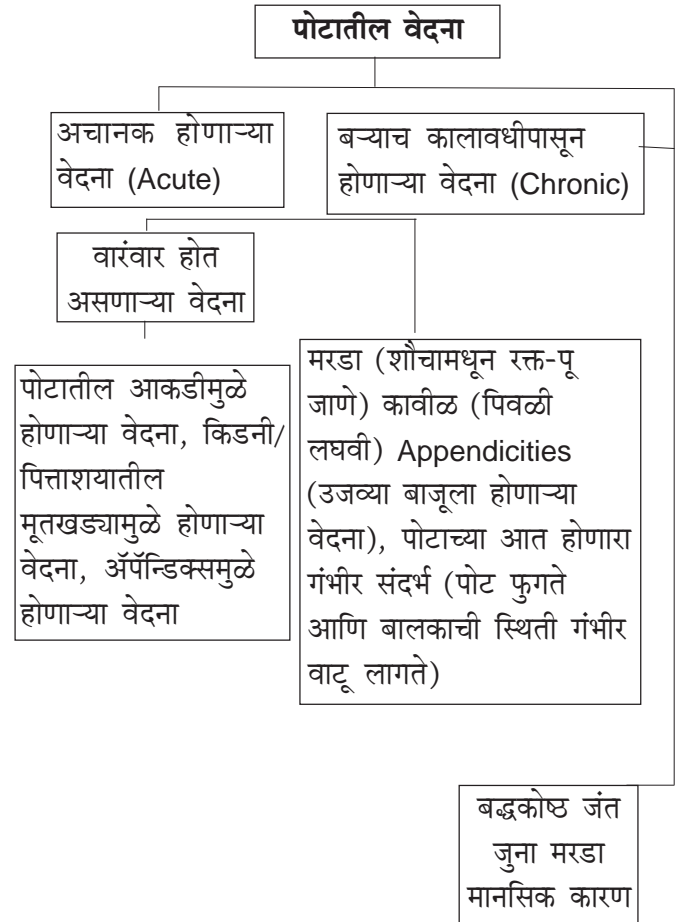 पोटातील वेदना
अचानक होणाऱ्या
वेदना (Acute)
बऱ्याच कालावधीपासून
होणाऱ्या वेदना (Chronic)
वारंवार होत
असणाऱ्या वेदना
पोटातील आकडीमुळे
होणाऱ्या वेदना, किडनी/
पित्ताशयातील
मूतखड्यामुळे होणाऱ्या
वेदना, ॲपॅन्डिक्समुळे
होणाऱ्या वेदना
मरडा (शौचामधून रक्त-पू
जाणे) कावीळ (पिवळी
लघवी) Appendicities
(उजव्या बाजूला होणाऱ्या
वेदना), पोटाच्या आत होणारा
गंभीर संदर्भ (पोट फुगते
आणि बालकाची स्थिती गंभीर
वाटू लागते)
बद्धकोष्ठ जंत
जुना मरडा
मानसिक कारण